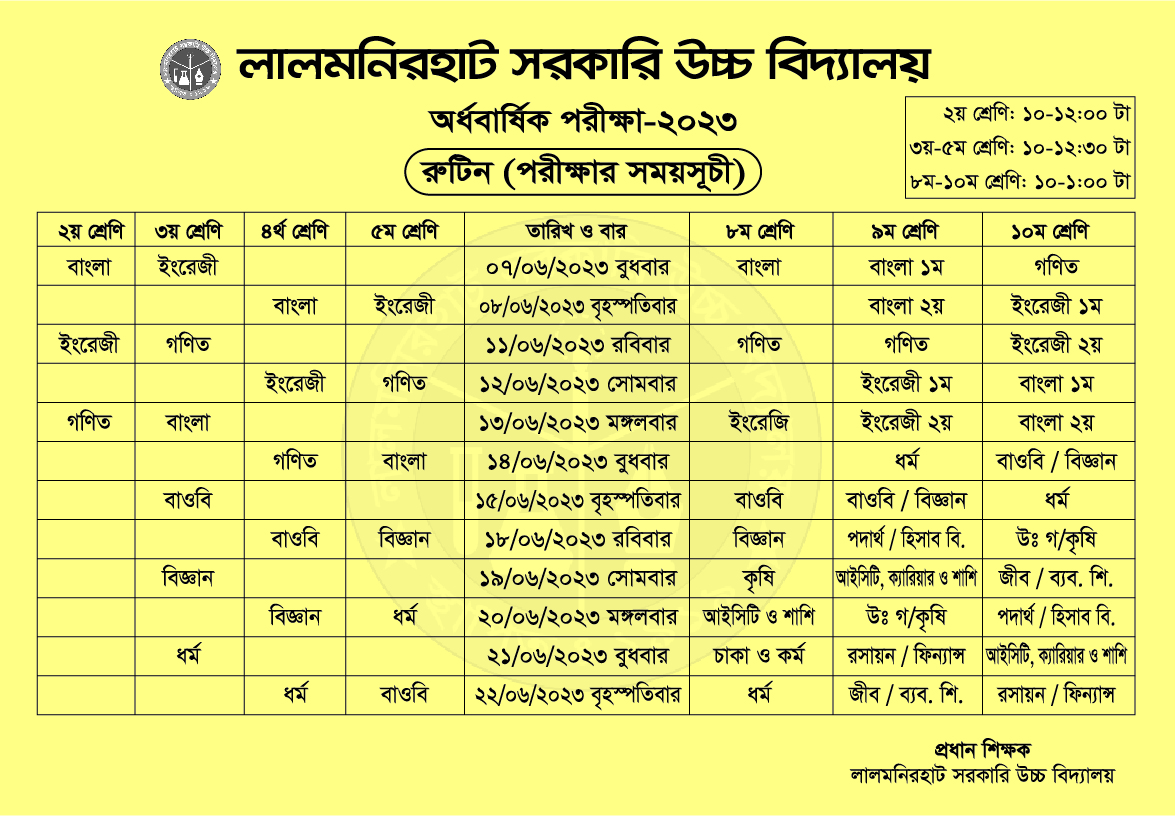 লালমনিরহাট সরকারি উচ্চ বিদ্যালয়
অর্ধবার্ষিক পরীক্ষা-২০২৩
রুটিন (পরীক্ষার সময়সূচী)
২য় শ্রেণি: ১০-১২:০০ টা
৩য়-৫ম শ্রেণি: ১০-১২:৩০ টা
৮ম-১০ম শ্রেণি: ১০-১:০০ টা
২য় শ্রেণি ৩য় শ্রেণি ৪র্থ শ্রেণি ৫ম শ্রেণি তারিখ ও বার ৮ম শ্রেণি ৯ম শ্রেণি ১০ম শ্রেণি
বাংলা ইংরেজী ০৭/০৬/২০২৩ বুধবার বাংলা বাংলা ১ম গণিত
বাংলা ইংরেজী ০৮/০৬/২০২৩ বৃহস্পতিবার বাংলা ২য় ইংরেজী ১ম
ইংরেজী গণিত ১১/০৬/২০২৩ রবিবার গণিত গণিত ইংরেজী ২য়
ইংরেজী গণিত ১২/০৬/২০২৩ সোমবার ইংরেজী ১ম বাংলা ১ম
গণিত বাংলা ১৩/০৬/২০২৩ মঙ্গলবার ইংরেজি ইংরেজী ২য় বাংলা ২য়
গণিত বাংলা ১৪/০৬/২০২৩ বুধবার ধর্ম বাওবি / বিজ্ঞান
বাওবি ১৫/০৬/২০২৩ বৃহস্পতিবার বাওবি বাওবি / বিজ্ঞান ধর্ম
বাওবি বিজ্ঞান ১৮/০৬/২০২৩ রবিবার বিজ্ঞান পদার্থ / হিসাব বি. উঃ গ/কৃষি
বিজ্ঞান ১৯/০৬/২০২৩ সোমবার কৃষি আইসিটি, ক্যারিয়ার ও শাশি জীব / ব্যব. শি.
বিজ্ঞান ধর্ম ২০/০৬/২০২৩ মঙ্গলবার আইসিটি ও শাশি উঃ গ/কৃষি পদার্থ / হিসাব বি.
ধর্ম ২১/০৬/২০২৩ বুধবার চাকা ও কর্ম রসায়ন / ফিন্যান্স আইসিটি, ক্যারিয়ার ও শাশি
ধর্ম বাওবি ২২/০৬/২০২৩ বৃহস্পতিবার ধর্ম জীব / ব্যব. শি. রসায়ন / ফিন্যান্স
প্রধান শিক্ষক
লালমনিরহাট সরকারি উচ্চ বিদ্যালয়